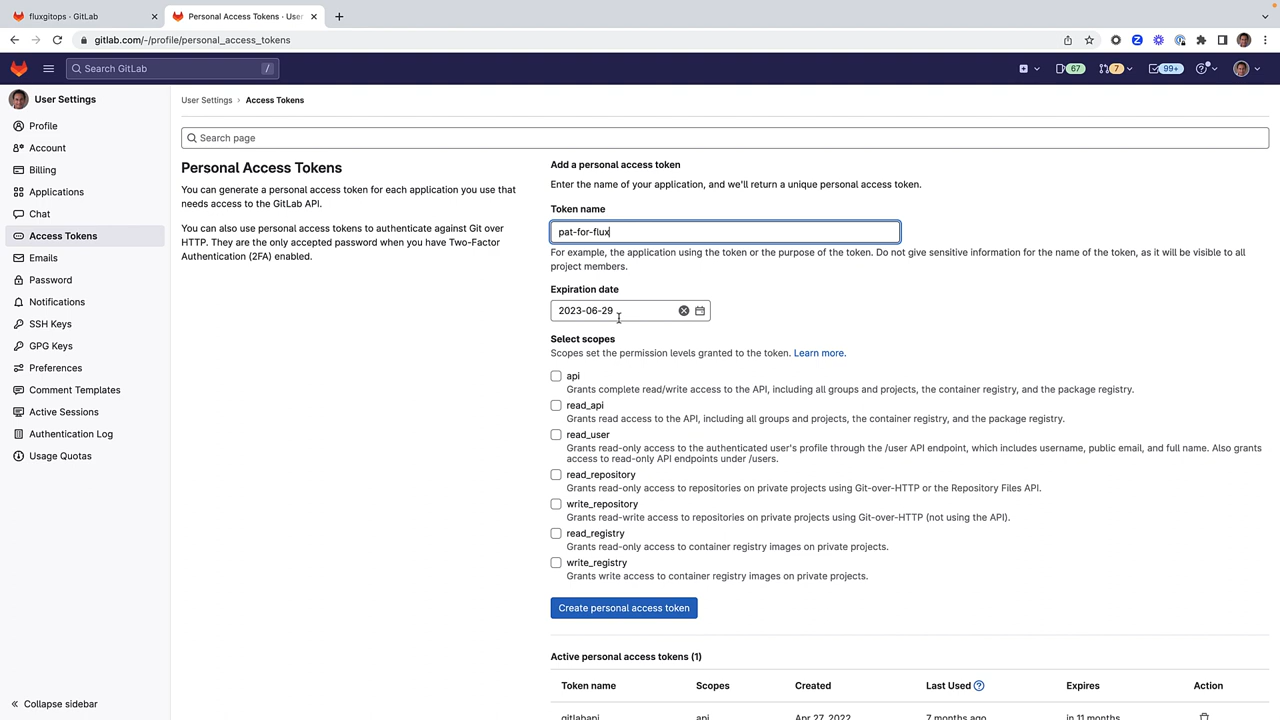 fluxgitops · GitLab
Personal Access Tokens · User
gitlab.com/-/profile/personal_access_tokens
Search GitLab
/
67
7
99+
User Settings
Profile
Account
Billing
Applications
Chat
Access Tokens
Emails
Password
Notifications
SSH Keys
GPG Keys
Preferences
Comment Templates
Active Sessions
Authentication Log
Usage Quotas
Collapse sidebar
User Settings › Access Tokens
Search page
Personal Access Tokens
You can generate a personal access token for each application you use that
needs access to the GitLab API.
You can also use personal access tokens to authenticate against Git over
HTTP. They are the only accepted password when you have Two-Factor
Authentication (2FA) enabled.
Add a personal access token
Enter the name of your application, and we'll return a unique personal access token.
Token name
pat-for-flux
For example, the application using the token or the purpose of the token. Do not give sensitive information for the name of the token, as it will be visible to all
project members.
Expiration date
2023-06-29
Select scopes
Scopes set the permission levels granted to the token. Learn more.
api
Grants complete read/write access to the API, including all groups and projects, the container registry, and the package registry.
read_api
Grants read access to the API, including all groups and projects, the container registry, and the package registry.
read_user
Grants read-only access to the authenticated user's profile through the /user API endpoint, which includes username, public email, and full name. Also grants
access to read-only API endpoints under /users.
read_repository
Grants read-only access to repositories on private projects using Git-over-HTTP or the Repository Files API.
write_repository
Grants read-write access to repositories on private projects using Git-over-HTTP (not using the API).
read_registry
Grants read-only access to container registry images on private projects.
write_registry
Grants write access to container registry images on private projects.
Create personal access token
Active personal access tokens (1)
Token name Scopes Created Last Used Expires Action
gitlabapi api Apr 27, 2022 7 months ago in 11 months